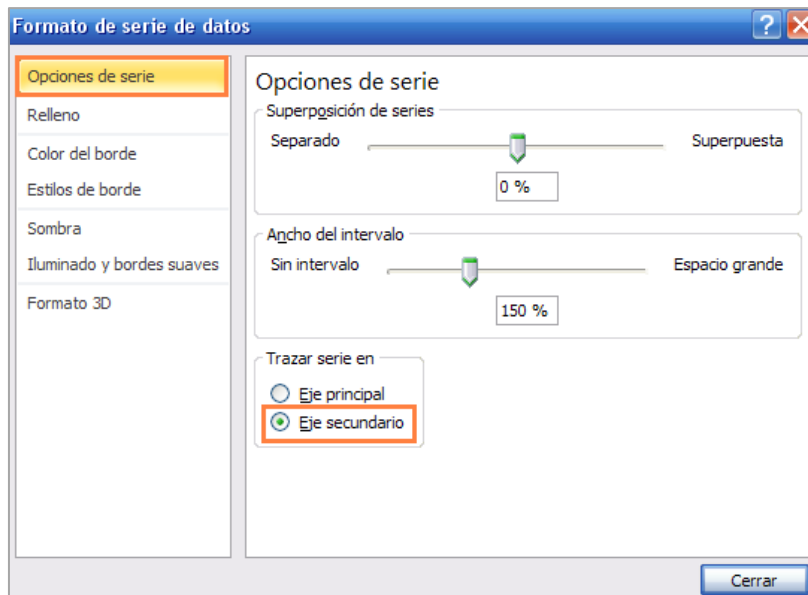 Formato de serie de datos
Opciones de serie
Relleno
Color del borde
Estilos de borde
Sombra
Iluminado y bordes suaves
Formato 3D
Opciones de serie
Superposición de series
Separado Superpuesta
0 %
Ancho del intervalo
Sin intervalo Espacio grande
150 %
Trazar serie en
Eje principal
Eje secundario
Cerrar